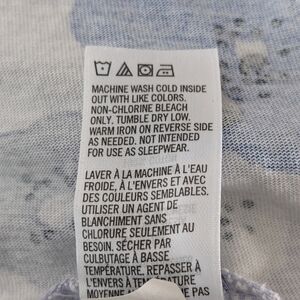 MACHINE WASH COLD INSIDE
OUT WITH LIKE COLORS.
NON-CHLORINE BLEACH
ONLY. TUMBLE DRY LOW.
WARM IRON ON REVERSE SIDE
AS NEEDED. NOT INTENDED
FOR USE AS SLEEPWEAR.
LAVER À LA MACHINE À L'EAU
FROIDE, À L'ENVERS ET AVEC
DES COULEURS SEMBLABLES.
UTILISER UN AGENT DE
BLANCHIMENT SANS
CHLORURE SEULEMENT AU
BESOIN. SÉCHER PAR
CULBUTAGE À BASSE
TEMPÉRATURE. REPASSER À
L'ENVERS À TEMPÉRATURE
MOYENNE